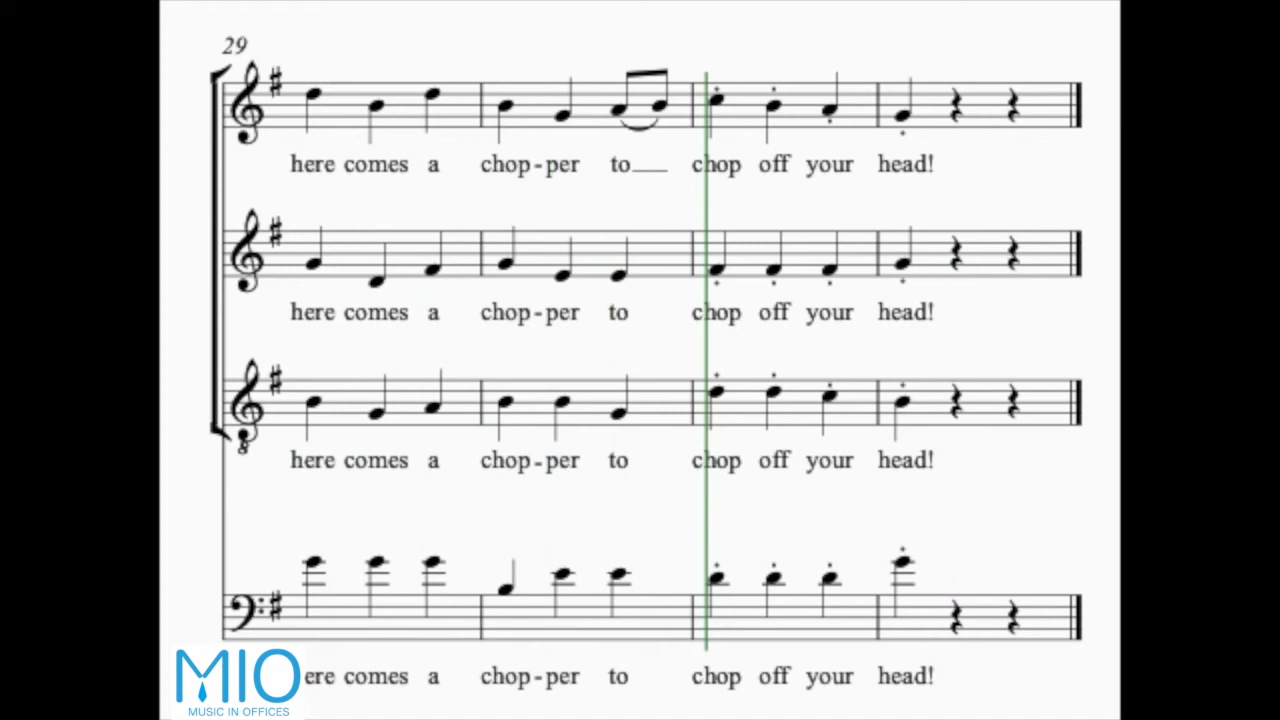 29
here comes a chop-per to chop off your head!
here comes a chop-per to chop off your head!
8
here comes a chop-per to chop off your head!
ere comes a chop-per to chop off your head!
MIO
MUSIC IN OFFICES